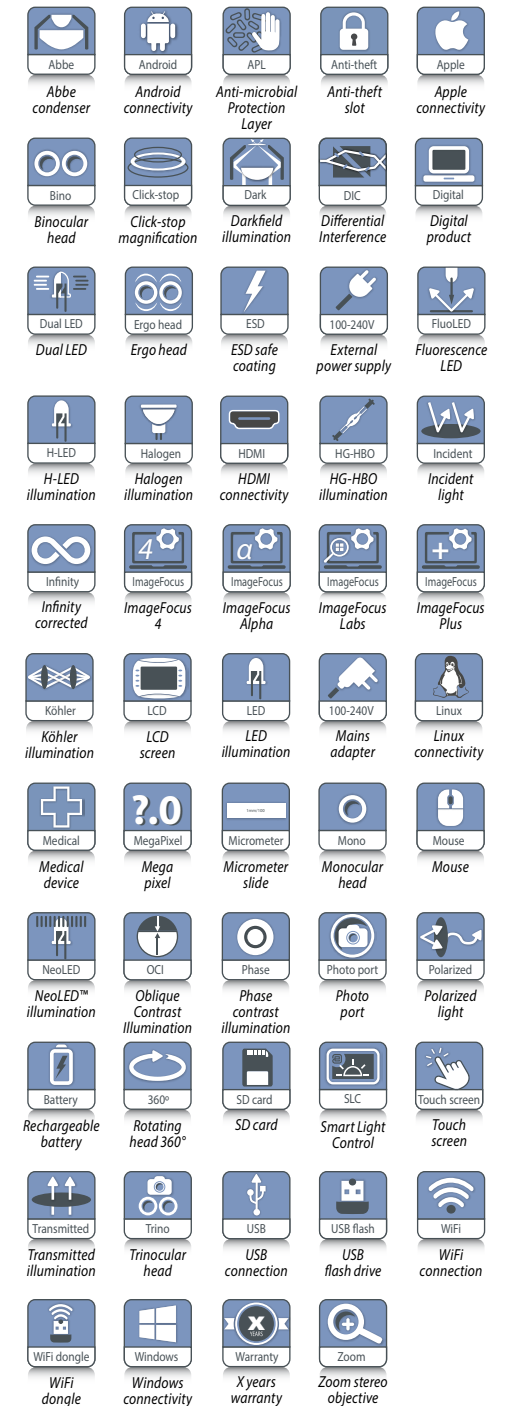 Abbe
Abbe
condenser
Android
Android
connectivity
APL
Anti-microbial
Protection
Layer
Anti-theft
Anti-theft
slot
Apple
Apple
connectivity
Bino
Binocular
head
Click-stop
Click-stop
magnification
Dark
Darkfield
illumination
DIC
Differential
Interference
Digital
Digital
product
Dual LED
Dual LED
Ergo head
Ergo head
ESD
ESD safe
coating
100-240V
External
power supply
FluoLED
Fluorescence
LED
H-LED
H-LED
illumination
Halogen
Halogen
illumination
HDMI
HDMI
connectivity
HG-HBO
HG-HBO
illumination
Incident
Incident
light
Infinity
Infinity
corrected
4
ImageFocus
ImageFocus
4
α
ImageFocus
ImageFocus
Alpha
ImageFocus
ImageFocus
Labs
+
ImageFocus
ImageFocus
Plus
Köhler
Köhler
illumination
LCD
LCD
screen
LED
LED
illumination
100-240V
Mains
adapter
Linux
Linux
connectivity
Medical
Medical
device
?.0
MegaPixel
Mega
pixel
Micrometer
Micrometer
slide
Mono
Monocular
head
Mouse
Mouse
NeoLED
NeoLED™
illumination
OCI
Oblique
Contrast
Illumination
Phase
Phase
contrast
illumination
Photo port
Photo
port
Polarized
Polarized
light
Battery
Rechargeable
battery
360º
Rotating
head 360°
SD card
SD card
SLC
Smart Light
Control
Touch screen
Touch
screen
Transmitted
Transmitted
illumination
Trino
Trinocular
head
USB
USB
connection
USB flash
USB
flash drive
WiFi
WiFi
connection
WiFi dongle
WiFi
dongle
Windows
Windows
connectivity
X
YEARS
Warranty
X years
warranty
Zoom
Zoom stereo
objective